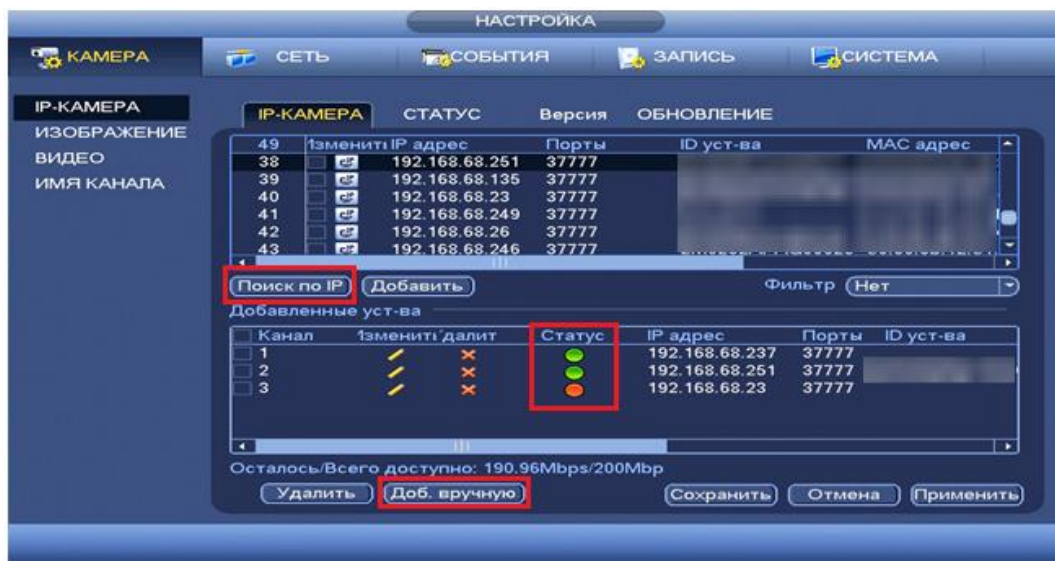 НАСТРОЙКА
КАМЕРА СЕТЬ СОБЫТИЯ ЗАПИСЬ СИСТЕМА
IP-КАМЕРА
ИЗОБРАЖЕНИЕ
ВИДЕО
ИМЯ КАНАЛА
IP-КАМЕРА СТАТУС Версия ОБНОВЛЕНИЕ
49 Ізменити IP адрес Порты ID уст-ва MAC адрес
38 192.168.68.251 37777
39 192.168.68.135 37777
40 192.168.68.23 37777
41 192.168.68.249 37777
42 192.168.68.26 37777
43 192.168.68.246 37777
Поиск по IP Добавить Фильтр Нет
Добавленные уст-ва
Канал Ізменить далит Статус IP адрес Порты ID уст-ва
1 192.168.68.237 37777
2 192.168.68.251 37777
3 192.168.68.23 37777
Осталось/Всего доступно: 190.96Mbps/200Mbp
Удалить Доб. вручную Сохранить Отмена Применить